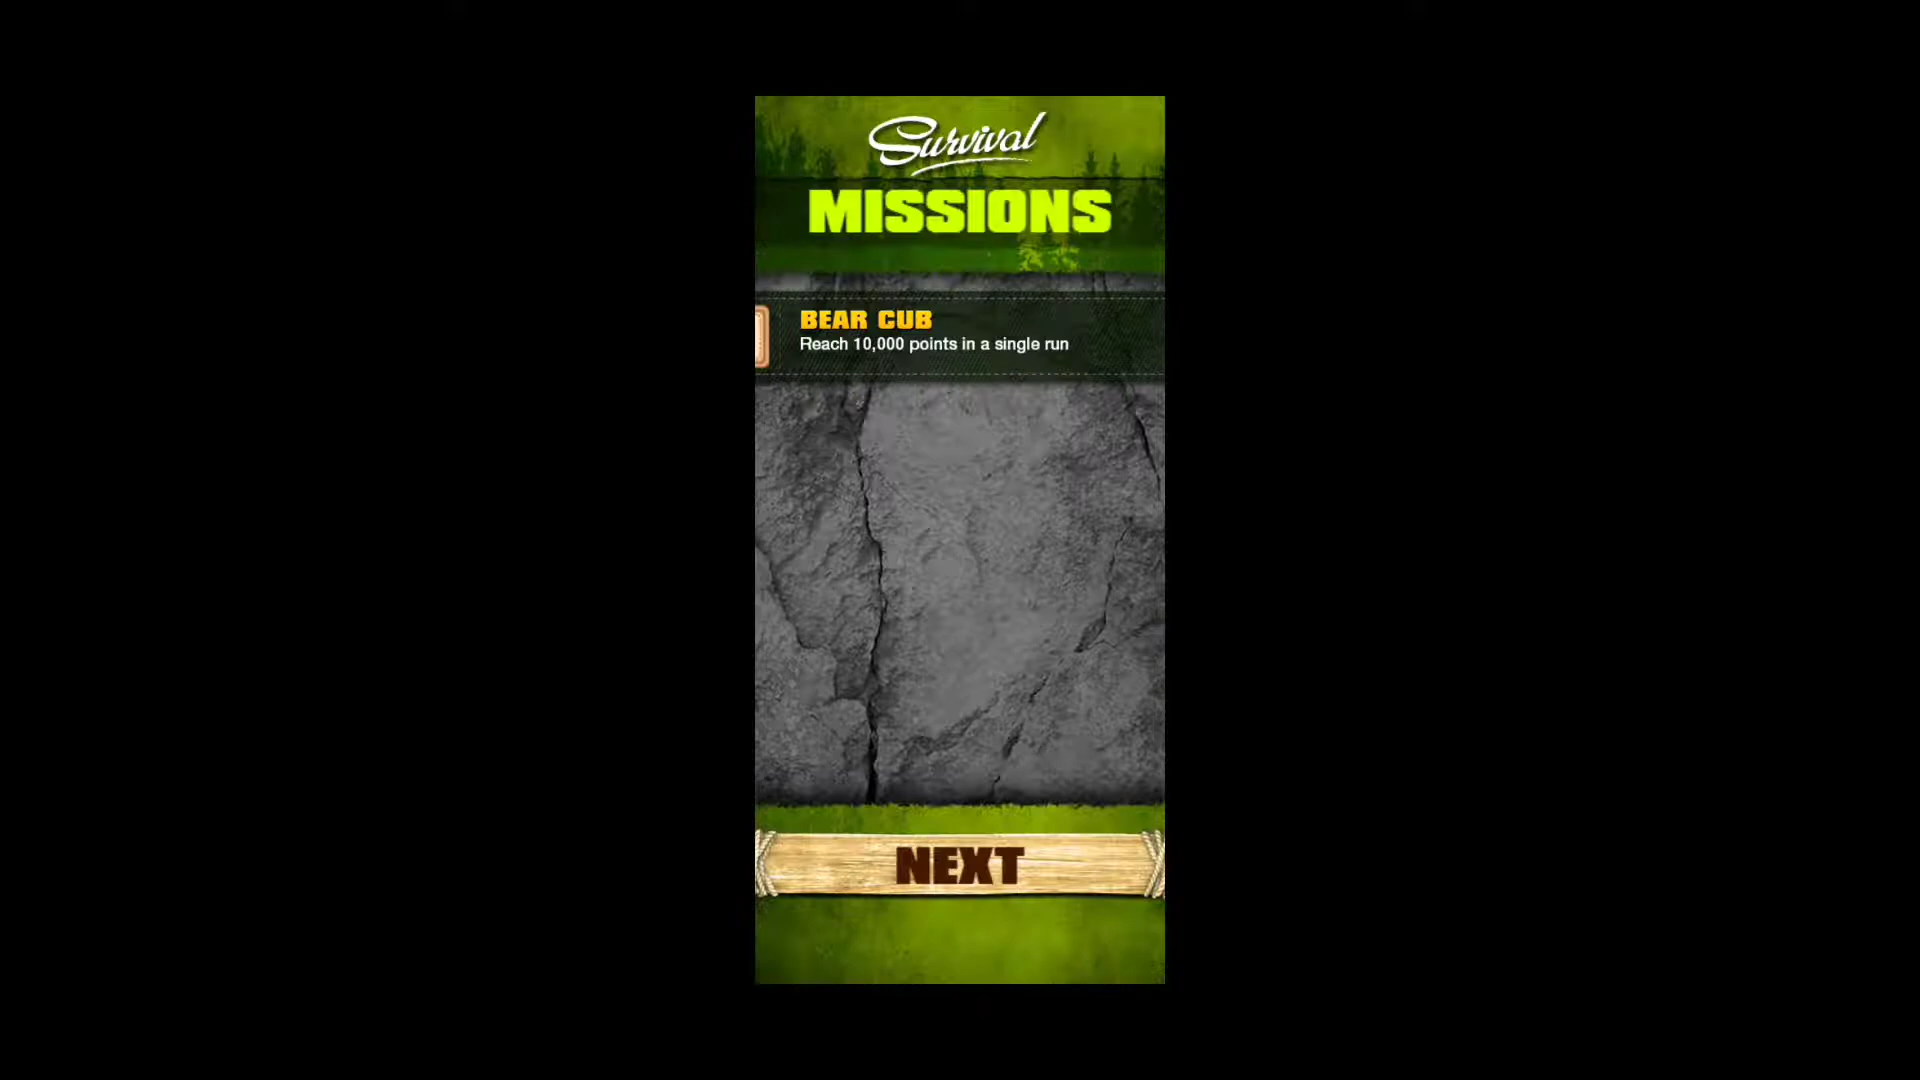 Survival
MISSIONS
BEAR CUB
Reach 10,000 points in a single run
NEXT